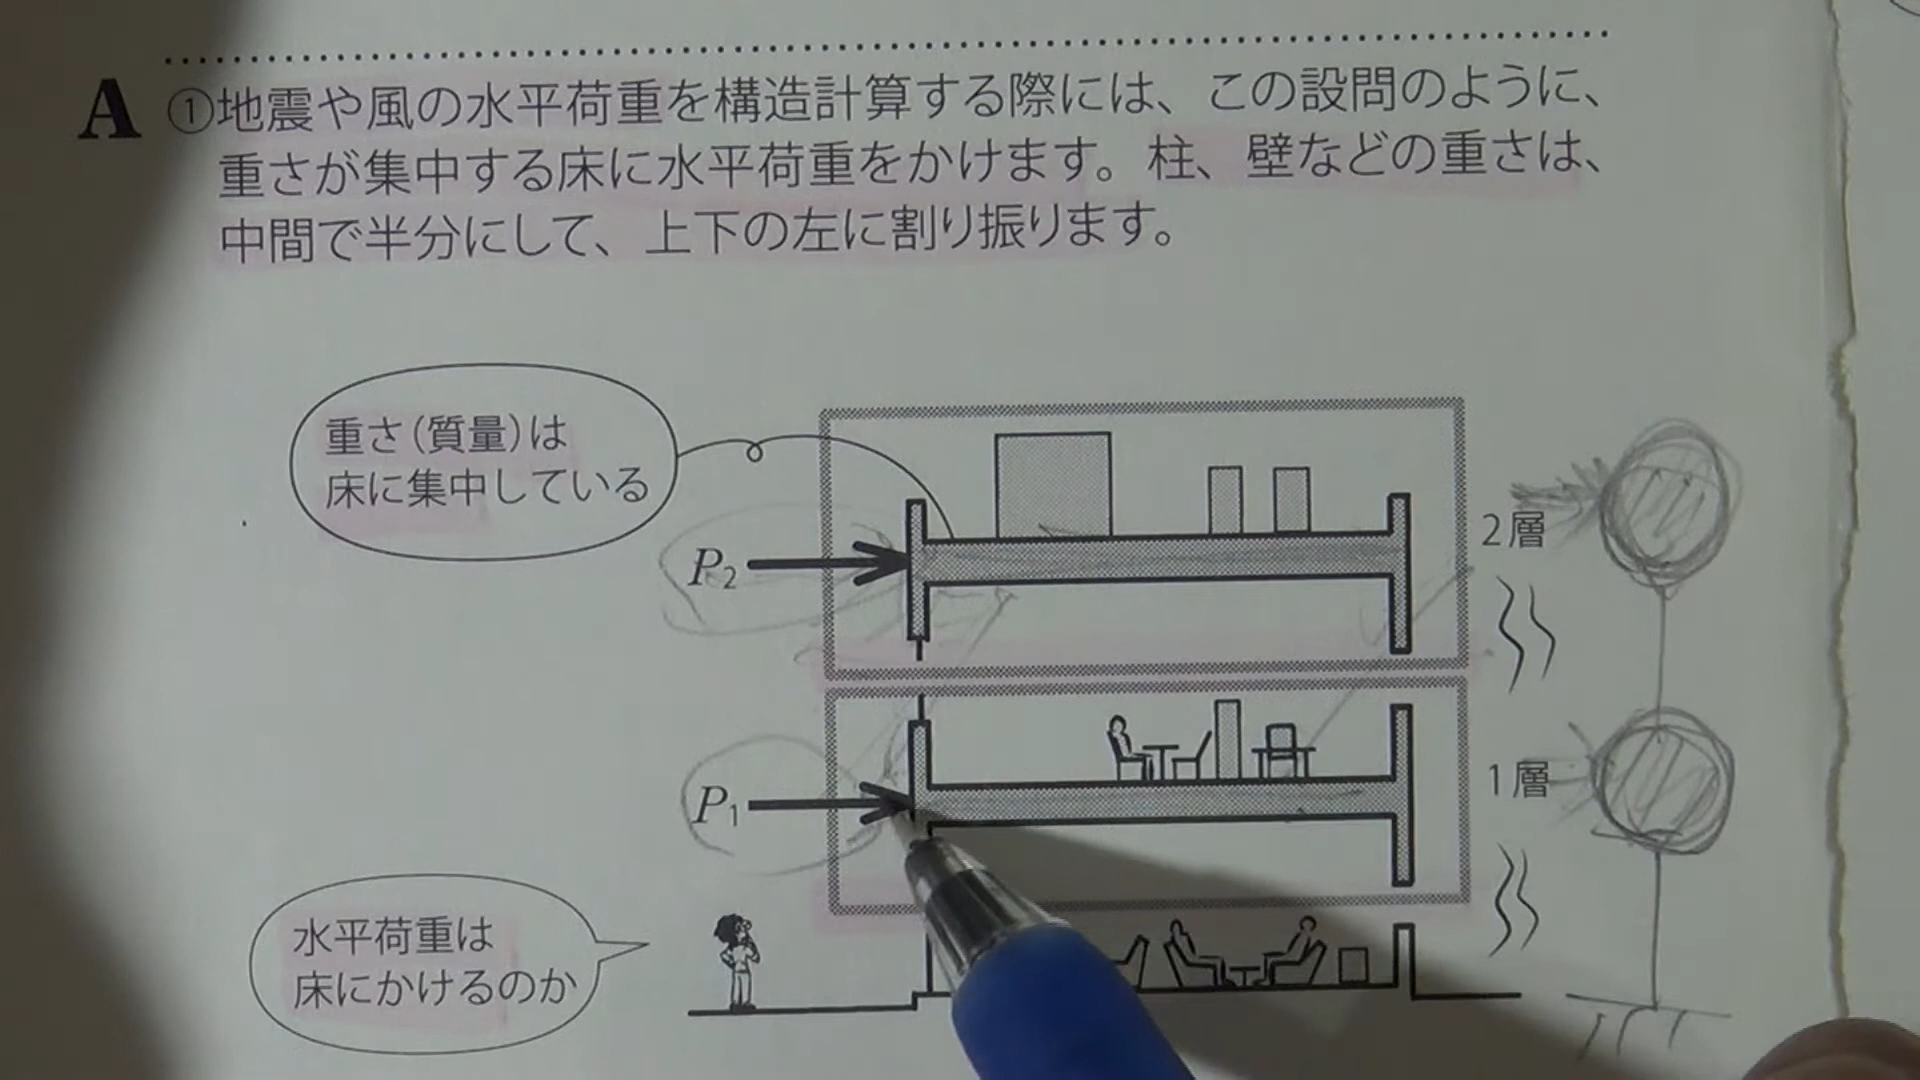 A ①地震や風の水平荷重を構造計算する際には、この設問のように、
重さが集中する床に水平荷重をかけます。柱、壁などの重さは、
中間で半分にして、上下の左に割り振ります。
重さ(質量)は
床に集中している
P2
2層
P1
1層
水平荷重は
床にかけるのか